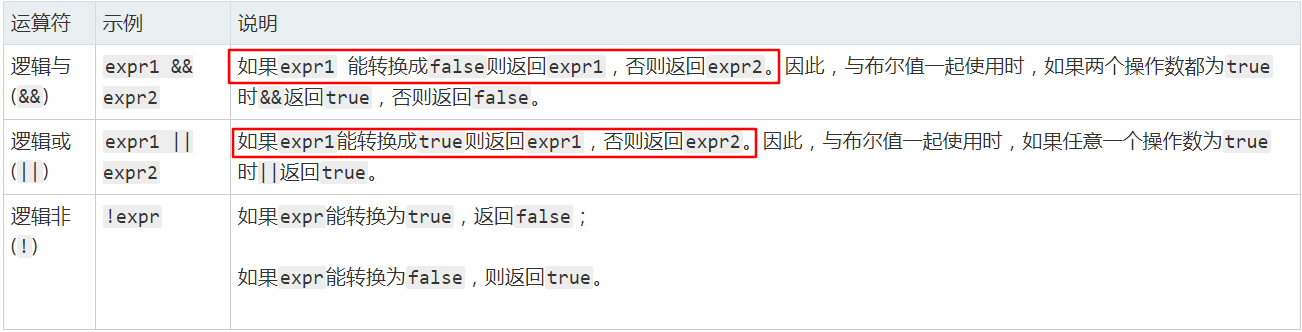 运算符 示例 说明
逻辑与 expr1 && 如果expr1 能转换成false则返回expr1，否则返回expr2。因此，与布尔值一起使用时，如果两个操作数都为true
(&&) expr2 时&&返回true，否则返回false。
逻辑或 expr1 || 如果expr1能转换成true则返回expr1，否则返回expr2。因此，与布尔值一起使用时，如果任意一个操作数为true
(||) expr2 时||返回true。
逻辑非 !expr 如果expr能转换为true，返回false；
(!)
如果expr能转换为false，则返回true。